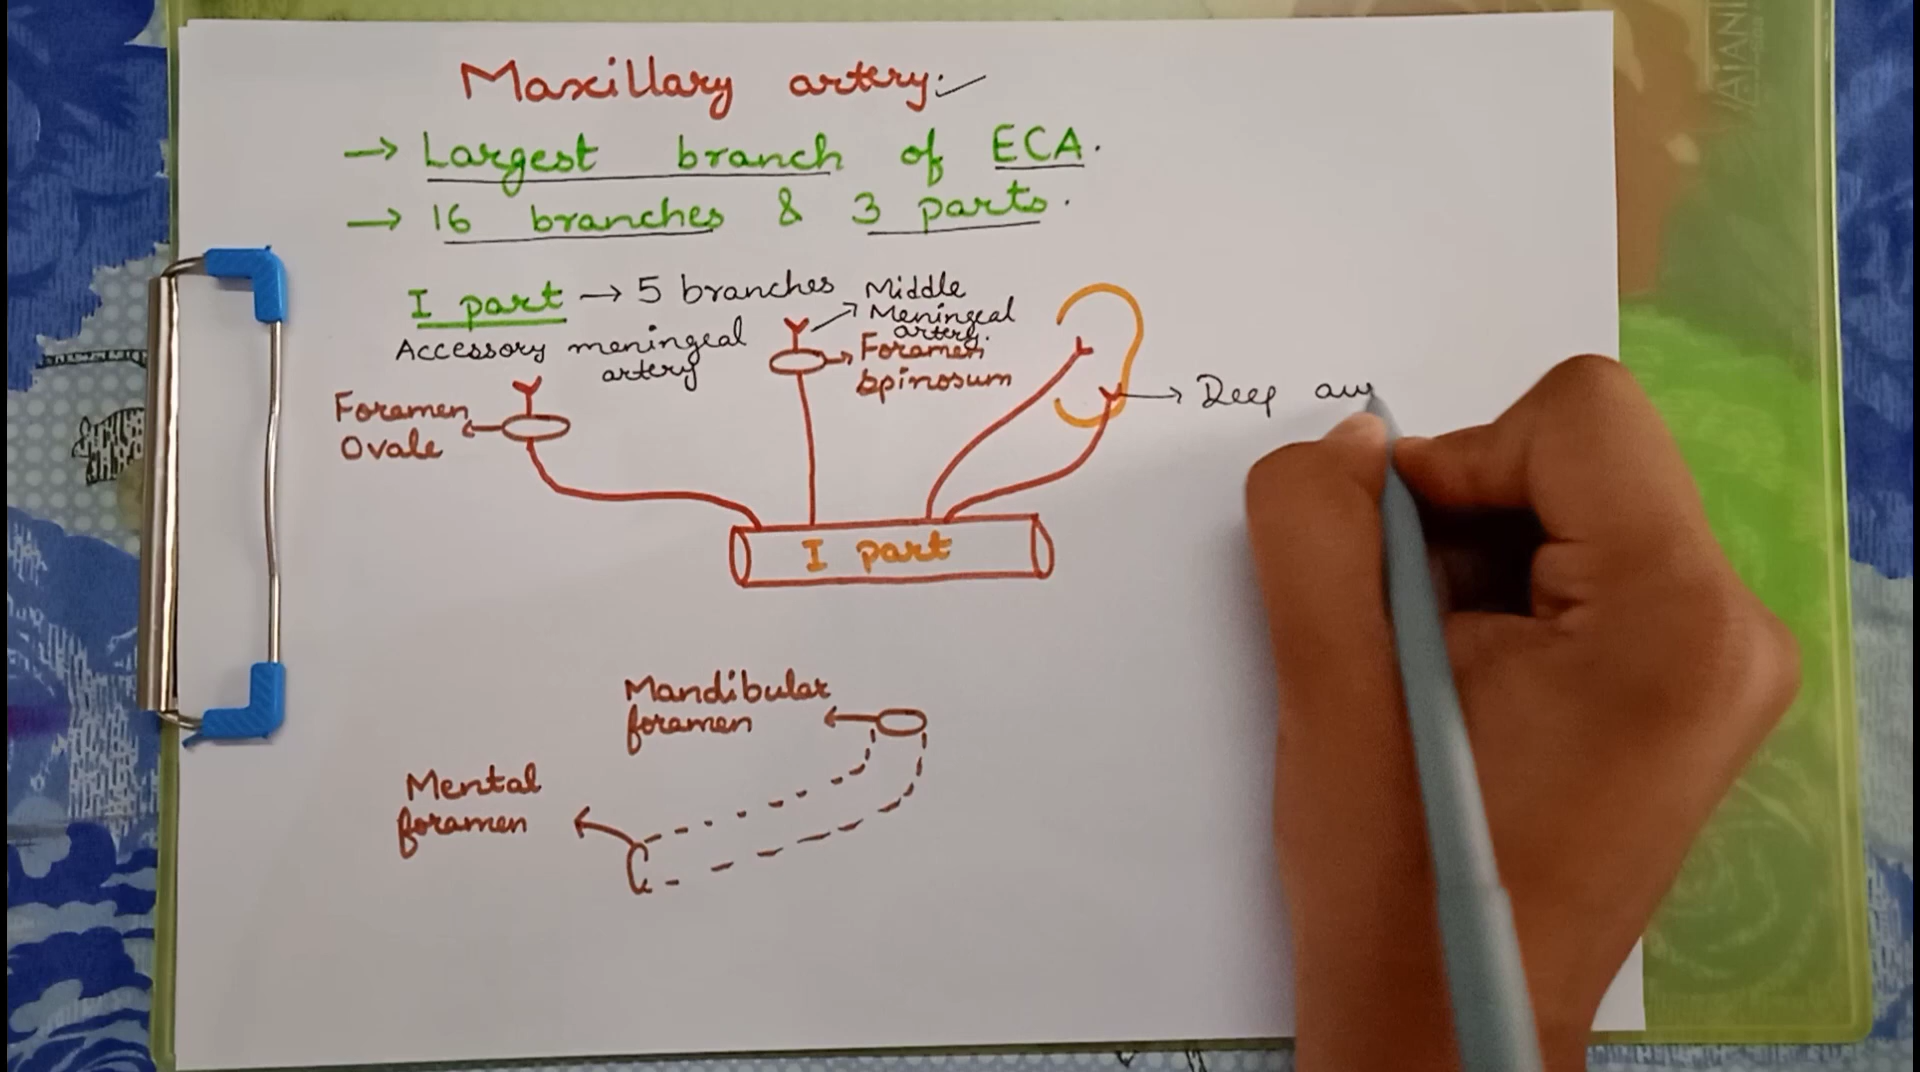 Maxillary artery.
→ Largest branch of ECA.
→ 16 branches & 3 parts.
I part → 5 branches
Middle
Meningeal
artery.
Accessory meningeal
artery
Foramen
Spinosum
Foramen
Ovale
Deep au
I part
Mandibular
foramen
Mental
foramen